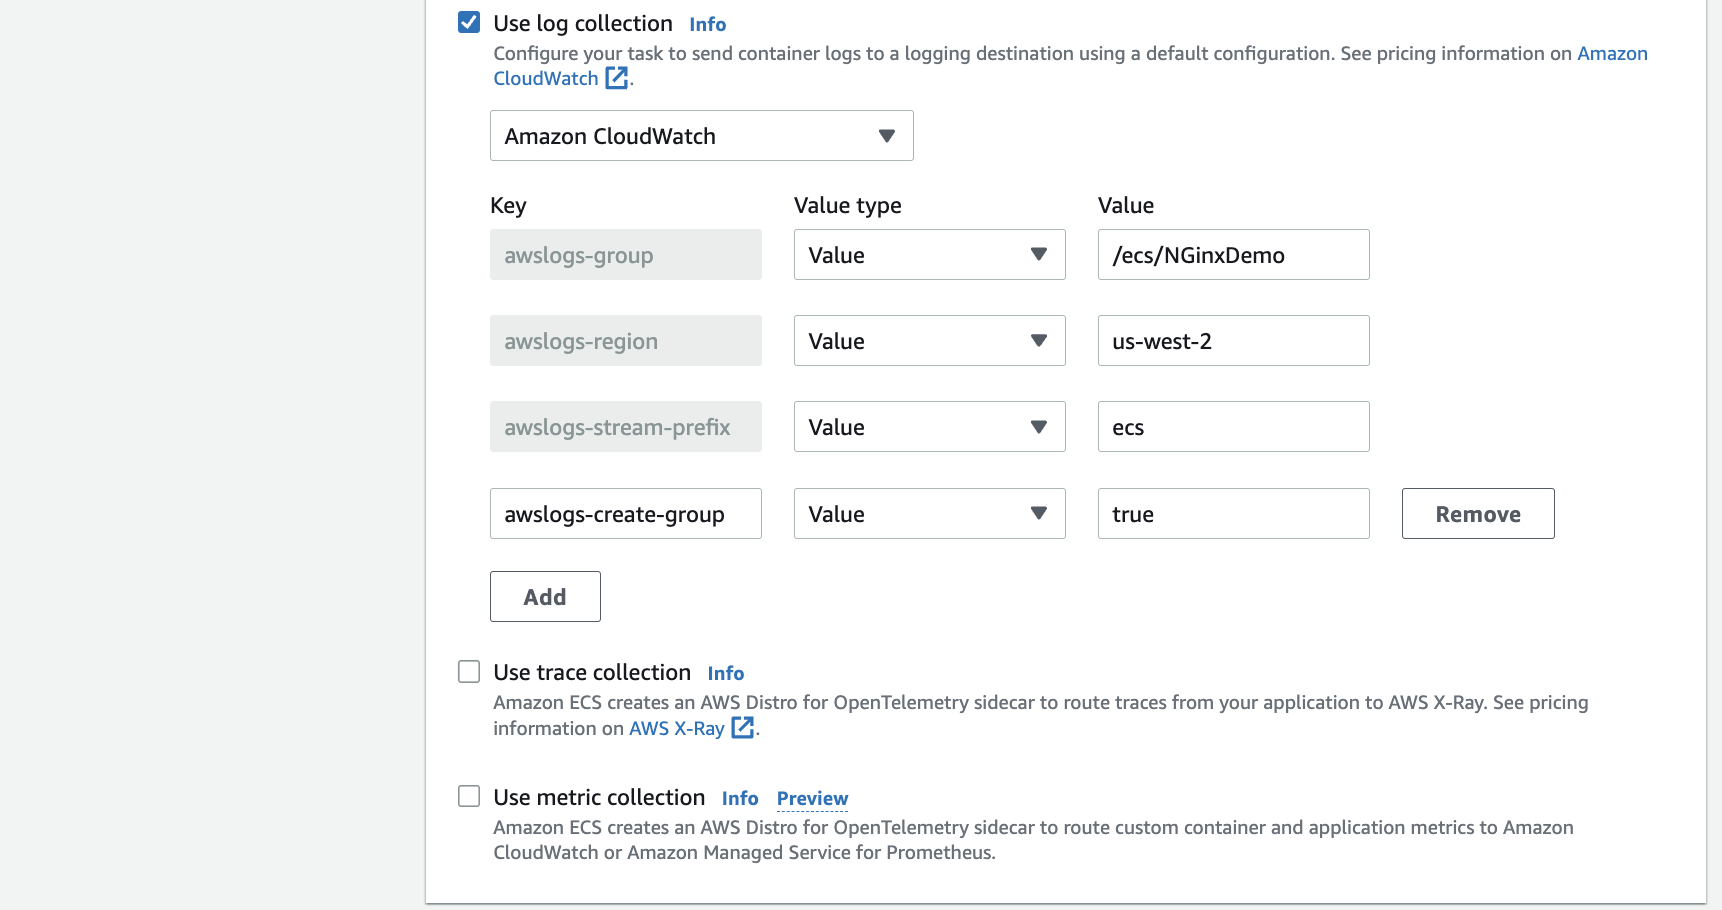 Use log collection Info
Configure your task to send container logs to a logging destination using a default configuration. See pricing information on Amazon
CloudWatch.
Amazon CloudWatch
Key Value type Value
awslogs-group Value /ecs/NGinxDemo
awslogs-region Value us-west-2
awslogs-stream-prefix Value ecs
awslogs-create-group Value true Remove
Add
Use trace collection Info
Amazon ECS creates an AWS Distro for OpenTelemetry sidecar to route traces from your application to AWS X-Ray. See pricing
information on AWS X-Ray.
Use metric collection Info Preview
Amazon ECS creates an AWS Distro for OpenTelemetry sidecar to route custom container and application metrics to Amazon
CloudWatch or Amazon Managed Service for Prometheus.